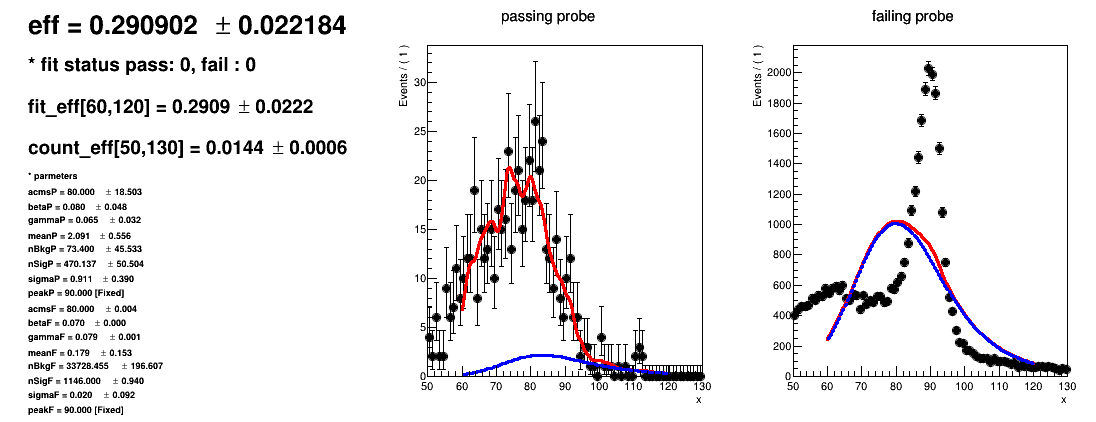 eff = 0.290902 ± 0.022184
* fit status pass: 0, fail : 0
fit_eff[60,120] = 0.2909 ± 0.0222
count_eff[50,130] = 0.0144 ± 0.0006
* parmeters
acmsP = 80.000 ± 18.503
betaP = 0.080 ± 0.048
gammaP = 0.065 ± 0.032
meanP = 2.091 ± 0.556
nBkgP = 73.400 ± 45.533
nSigP = 470.137 ± 50.504
sigmaP = 0.911 ± 0.390
peakP = 90.000 [Fixed]
acmsF = 80.000 ± 0.004
betaF = 0.070 ± 0.000
gammaF = 0.079 ± 0.001
meanF = 0.179 ± 0.153
nBkgF = 33728.455 ± 196.607
nSigF = 1146.000 ± 0.940
sigmaF = 0.020 ± 0.092
peakF = 90.000 [Fixed]
passing probe
Events / ( 1 )
30
25
20
15
10
5
0
50 60 70 80 90 100 110 120 130
x
failing probe
Events / ( 1 )
2000
1800
1600
1400
1200
1000
800
600
400
200
0
50 60 70 80 90 100 110 120 130
x